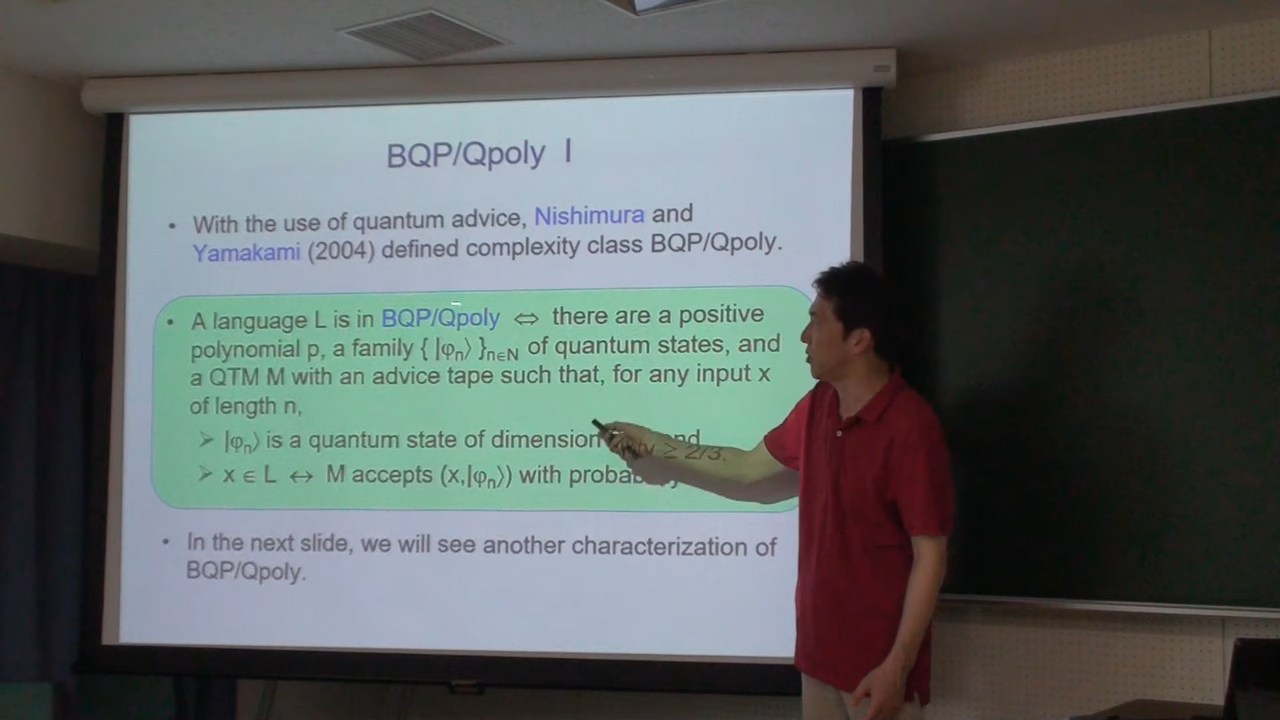 BQP/Qpoly I
• With the use of quantum advice, Nishimura and
Yamakami (2004) defined complexity class BQP/Qpoly.
• A language L is in BQP/Qpoly ⇔ there are a positive
polynomial p, a family { |φₙ⟩ }ₙ∈N of quantum states, and
a QTM M with an advice tape such that, for any input x
of length n,
➢ |φₙ⟩ is a quantum state of dimension
➢ x ∈ L ↔ M accepts (x,|φₙ⟩) with ≥ 2/3.
• In the next slide, we will see another characterization of
BQP/Qpoly.